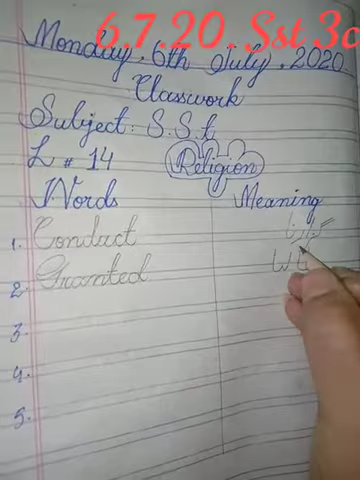 6.7.20. Sst 3c
Monday, 6th July, 2020
Classwork
Subject: S.S.t
L # 14 Religion
Words Meaning
1. Conduct گزارنا
2. Granted
3.
4.
5.